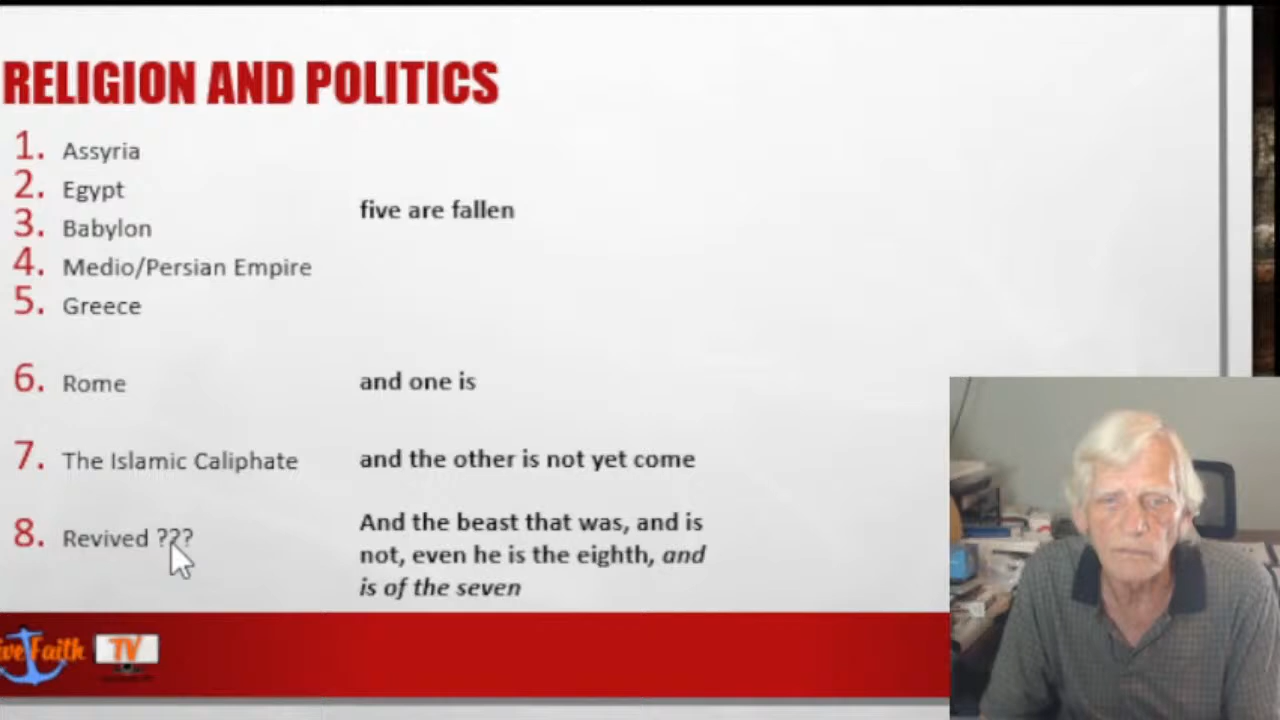 RELIGION AND POLITICS
1. Assyria
2. Egypt
3. Babylon
4. Medio/Persian Empire
5. Greece
five are fallen
6. Rome
and one is
7. The Islamic Caliphate
and the other is not yet come
8. Revived ???
And the beast that was, and is
not, even he is the eighth, and
is of the seven
ive Faith TV